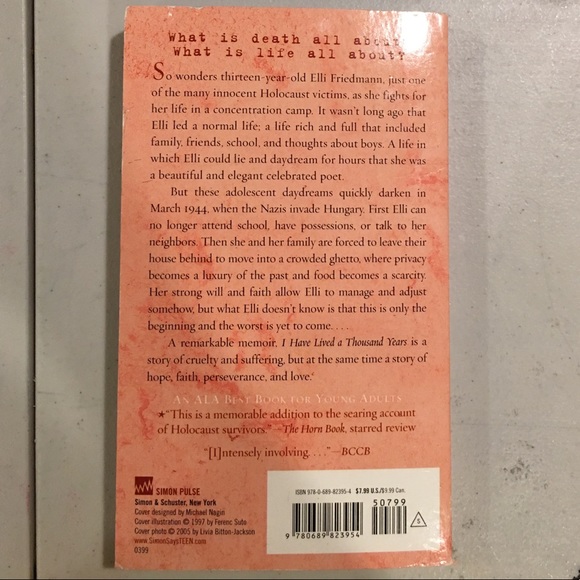 What is death all about?
What is life all about?
So wonders thirteen-year-old Elli Friedmann, just one
of the many innocent Holocaust victims, as she fights for
her life in a concentration camp. It wasn't long ago that
Elli led a normal life; a life rich and full that included
family, friends, school, and thoughts about boys. A life in
which Elli could lie and daydream for hours that she was
a beautiful and elegant celebrated poet.
But these adolescent daydreams quickly darken in
March 1944, when the Nazis invade Hungary. First Elli can
no longer attend school, have possessions, or talk to her
neighbors. Then she and her family are forced to leave their
house behind to move into a crowded ghetto, where privacy
becomes a luxury of the past and food becomes a scarcity.
Her strong will and faith allow Elli to manage and adjust
somehow, but what Elli doesn't know is that this is only the
beginning and the worst is yet to come. . . .
A remarkable memoir, I Have Lived a Thousand Years is a
story of cruelty and suffering, but at the same time a story of
hope, faith, perseverance, and love.
An ALA Best Book for Young Adults
★"This is a memorable addition to the searing account
of Holocaust survivors." —The Horn Book, starred review
"[I]ntensely involving. . . ." —BCCB
SIMON PULSE
Simon & Schuster, New York
Cover designed by Michael Nagin
Cover illustration © 1997 by Ferenc Suto
Cover photo © 2005 by Livia Bitton-Jackson
www.SimonSaysTEEN.com
0399
ISBN 978-0-689-82395-4 $7.99 U.S./$9.99 Can.
50799
9 780689 823954
S